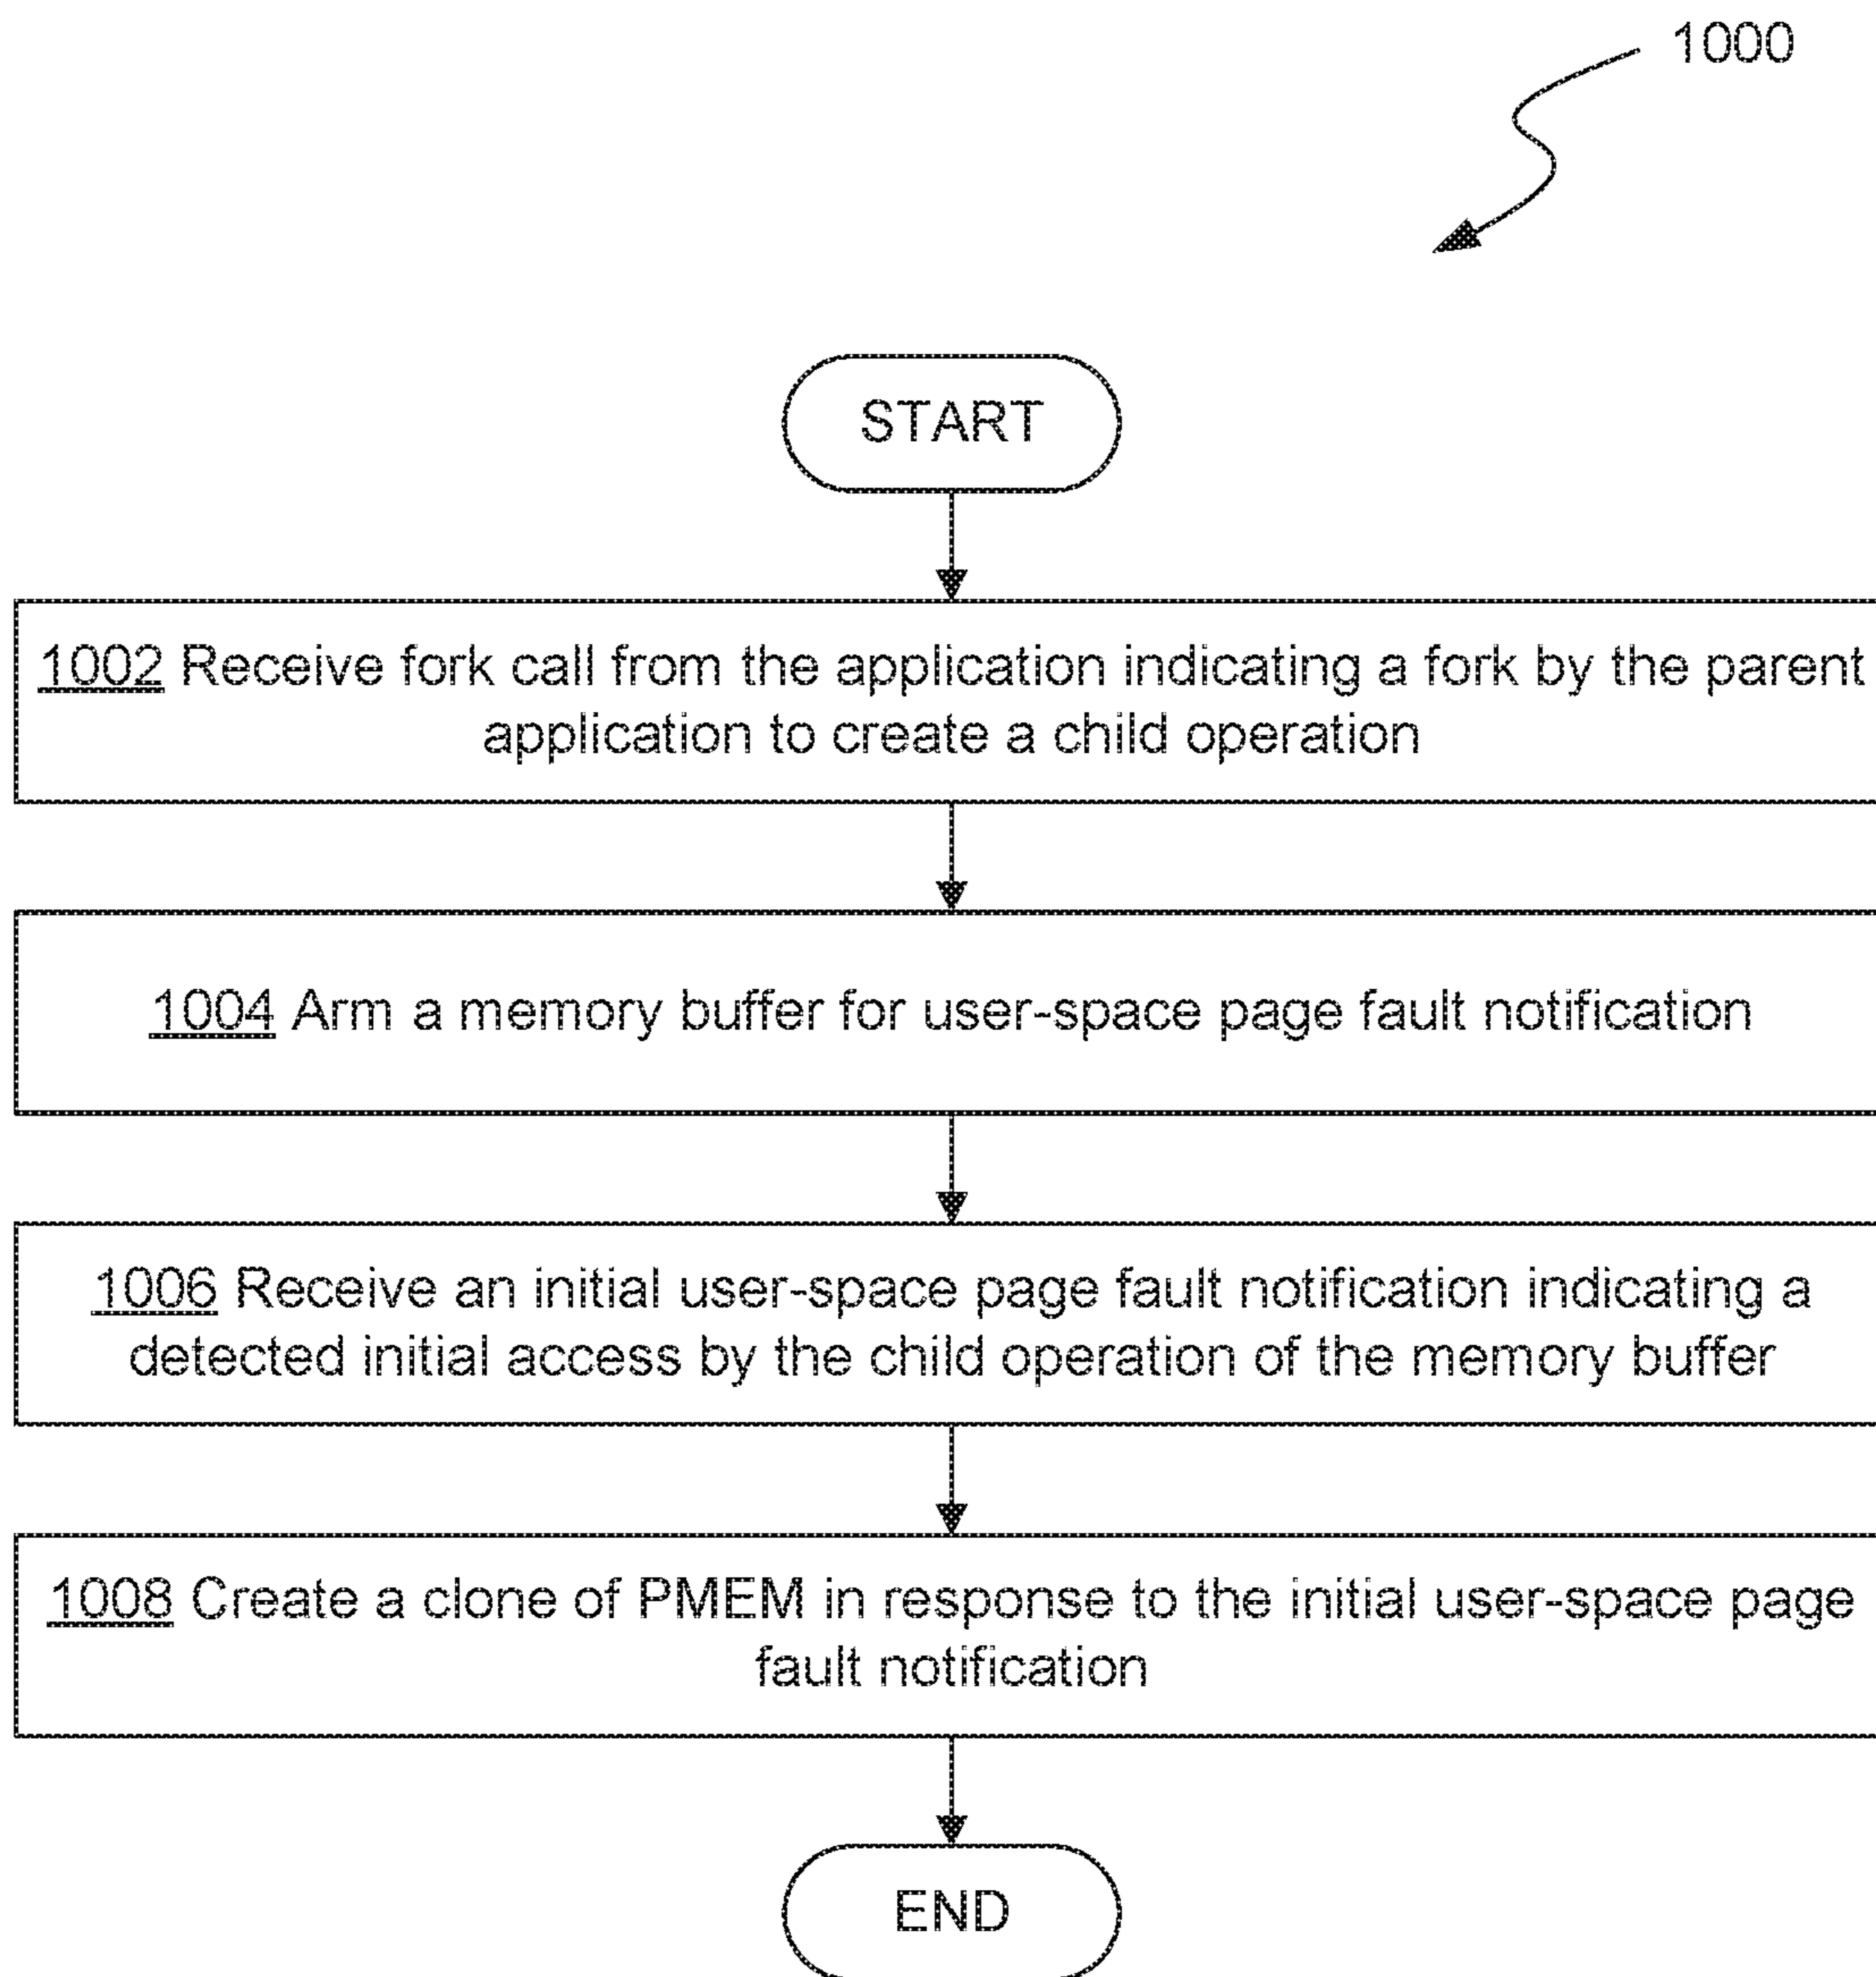 1000
START
1002 Receive fork call from the application indicating a fork by the parent
application to create a child operation
1004 Arm a memory buffer for user-space page fault notification
1006 Receive an initial user-space page fault notification indicating a
detected initial access by the child operation of the memory buffer
1008 Create a clone of PMEM in response to the initial user-space page
fault notification
END